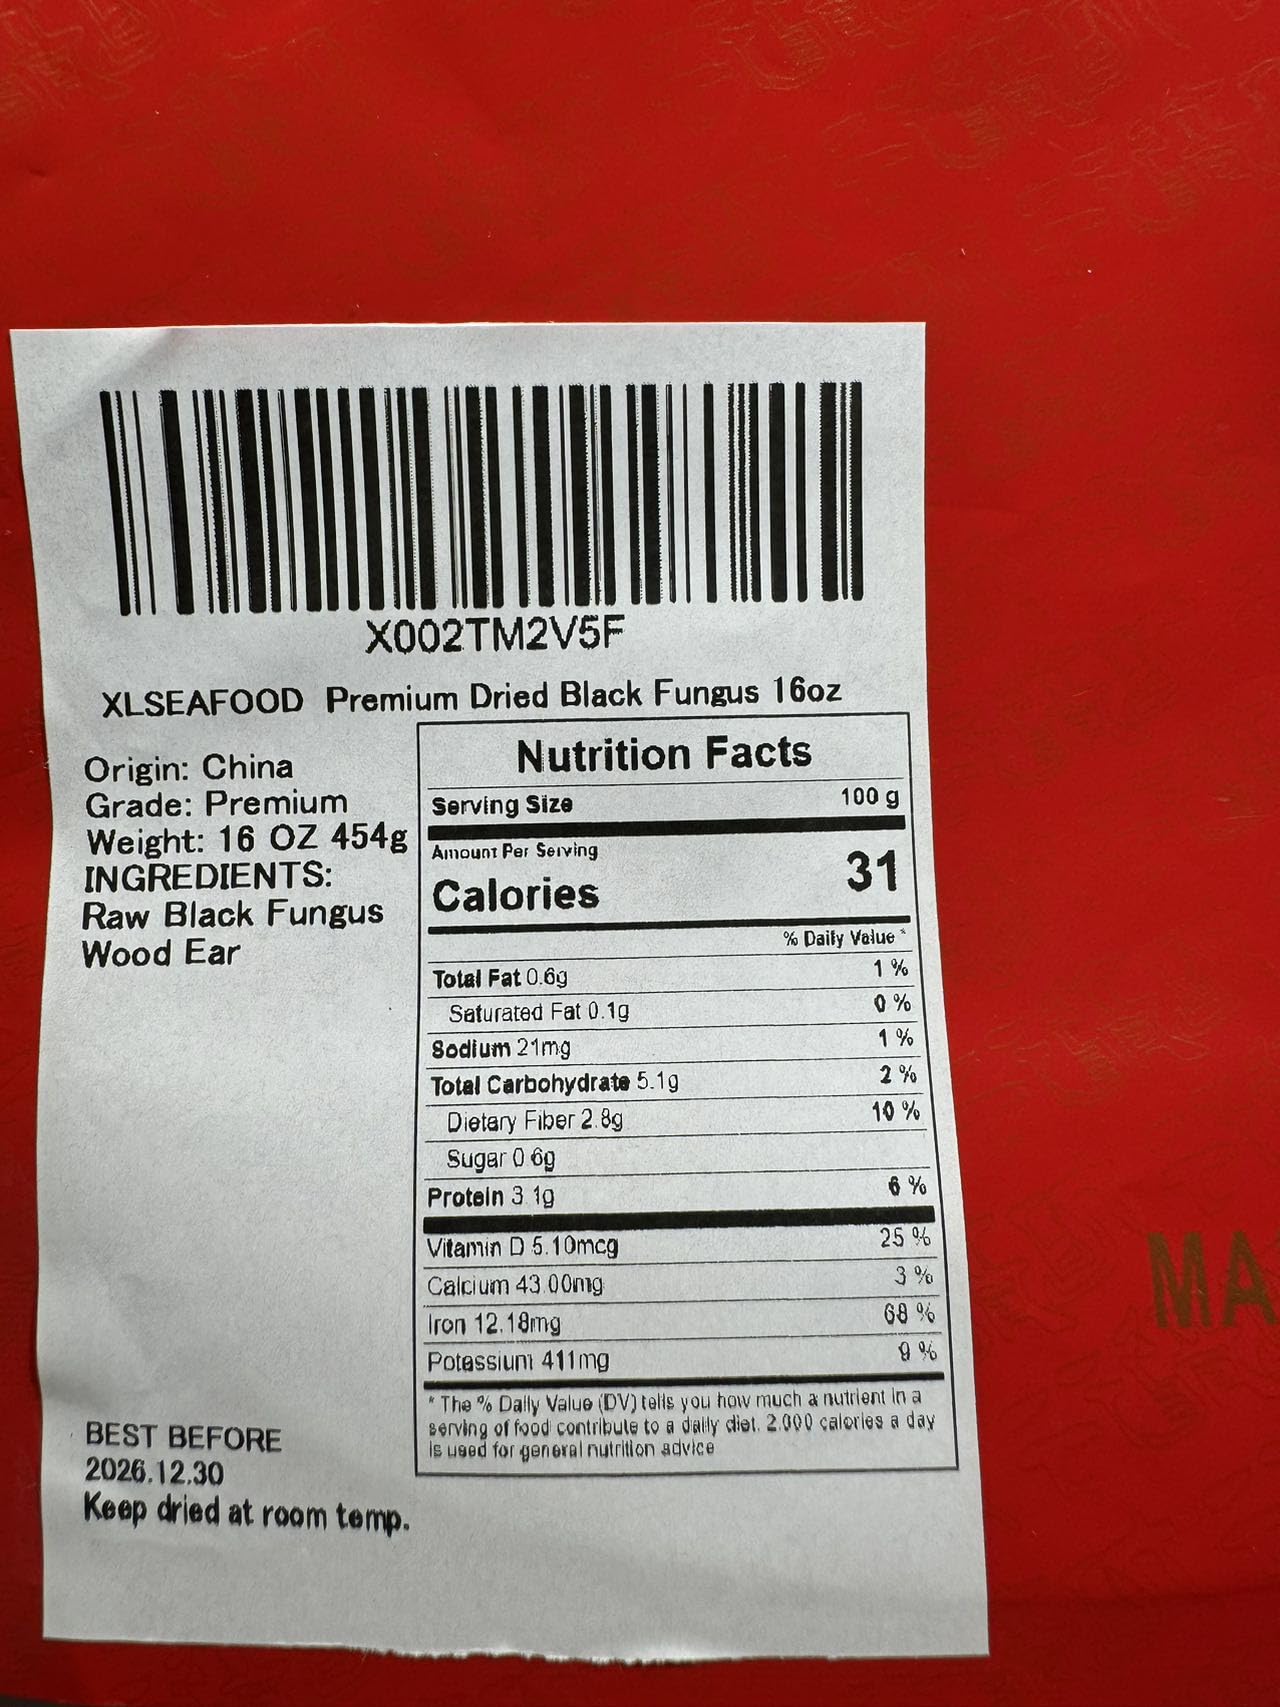 X002TM2V5F
XLSEAFOOD Premium Dried Black Fungus 16oz
Origin: China
Grade: Premium
Weight: 16 OZ 454g
INGREDIENTS:
Raw Black Fungus
Wood Ear
BEST BEFORE
2026.12.30
Keep dried at room temp.
Nutrition Facts
Serving Size 100 g
Amount Per Serving
Calories 31
% Daily Value *
Total Fat 0.6g 1 %
Saturated Fat 0.1g 0 %
Sodium 21mg 1 %
Total Carbohydrate 5.1g 2 %
Dietary Fiber 2.8g 10 %
Sugar 0.6g
Protein 3.1g 6 %
Vitamin D 5.10mcg 25 %
Calcium 43.00mg 3 %
Iron 12.18mg 68 %
Potassium 411mg 9 %
* The % Daily Value (DV) tells you how much a nutrient in a
serving of food contribute to a daily diet. 2.000 calories a day
is used for general nutrition advice
MA